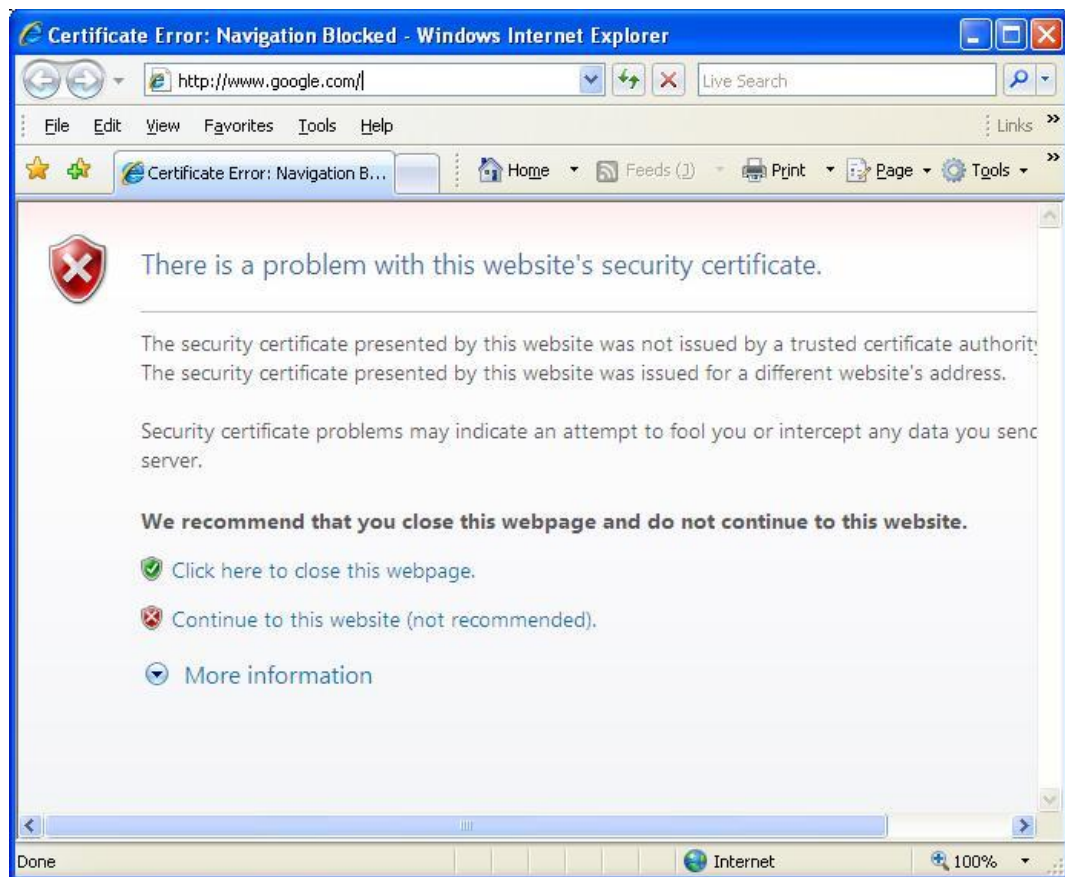 Certificate Error: Navigation Blocked - Windows Internet Explorer
http://www.google.com/
Live Search
File Edit View Favorites Tools Help
Links »
Certificate Error: Navigation B...
Home Feeds (J) Print Page Tools »
There is a problem with this website's security certificate.
The security certificate presented by this website was not issued by a trusted certificate authority
The security certificate presented by this website was issued for a different website's address.
Security certificate problems may indicate an attempt to fool you or intercept any data you send
server.
We recommend that you close this webpage and do not continue to this website.
Click here to close this webpage.
Continue to this website (not recommended).
More information
Done
Internet
100%